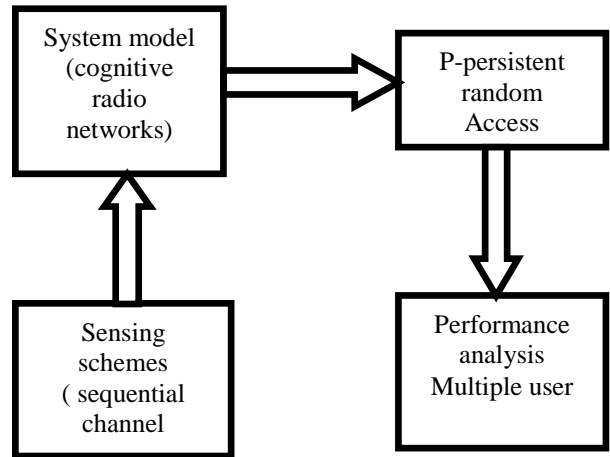 System model
(cognitive
radio
networks)
P-persistent
random
Access
Sensing
schemes
( sequential
channel
Performance
analysis
Multiple user